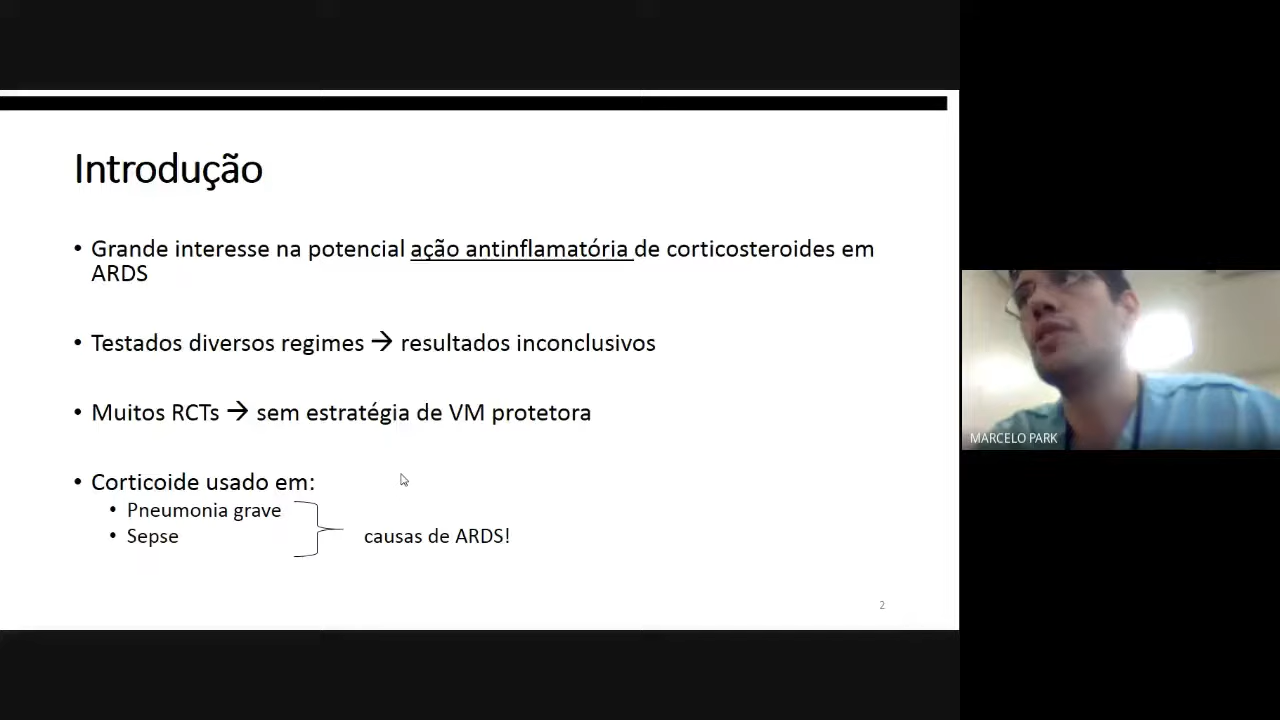 Introdução
• Grande interesse na potencial ação antinflamatória de corticosteroides em
ARDS
• Testados diversos regimes → resultados inconclusivos
• Muitos RCTs → sem estratégia de VM protetora
• Corticoide usado em:
• Pneumonia grave
• Sepse
causas de ARDS!
2
MARCELO PARK